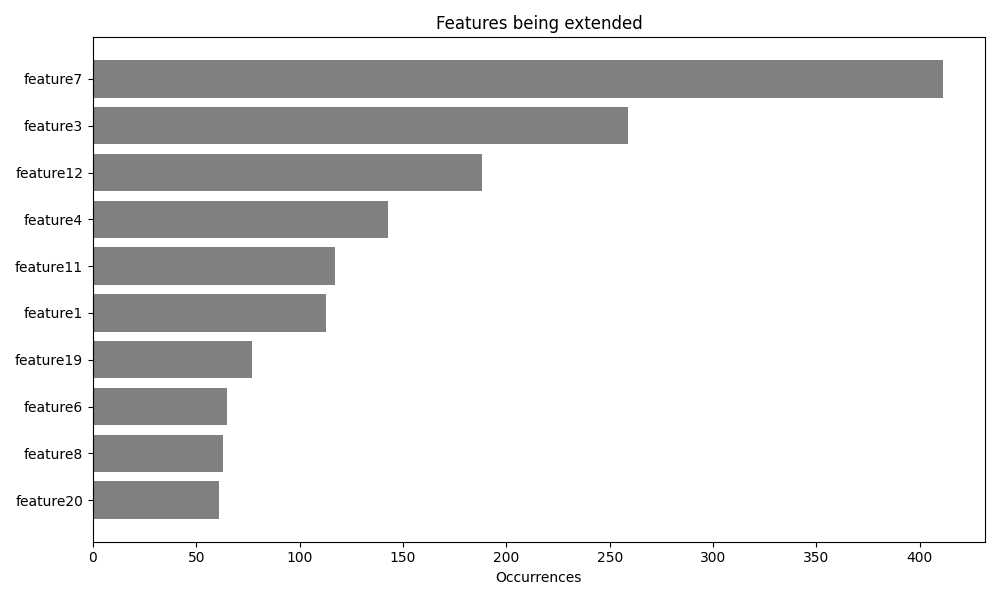 Features being extended
feature7
feature3
feature12
feature4
feature11
feature1
feature19
feature6
feature8
feature20
0 50 100 150 200 250 300 350 400
Occurrences